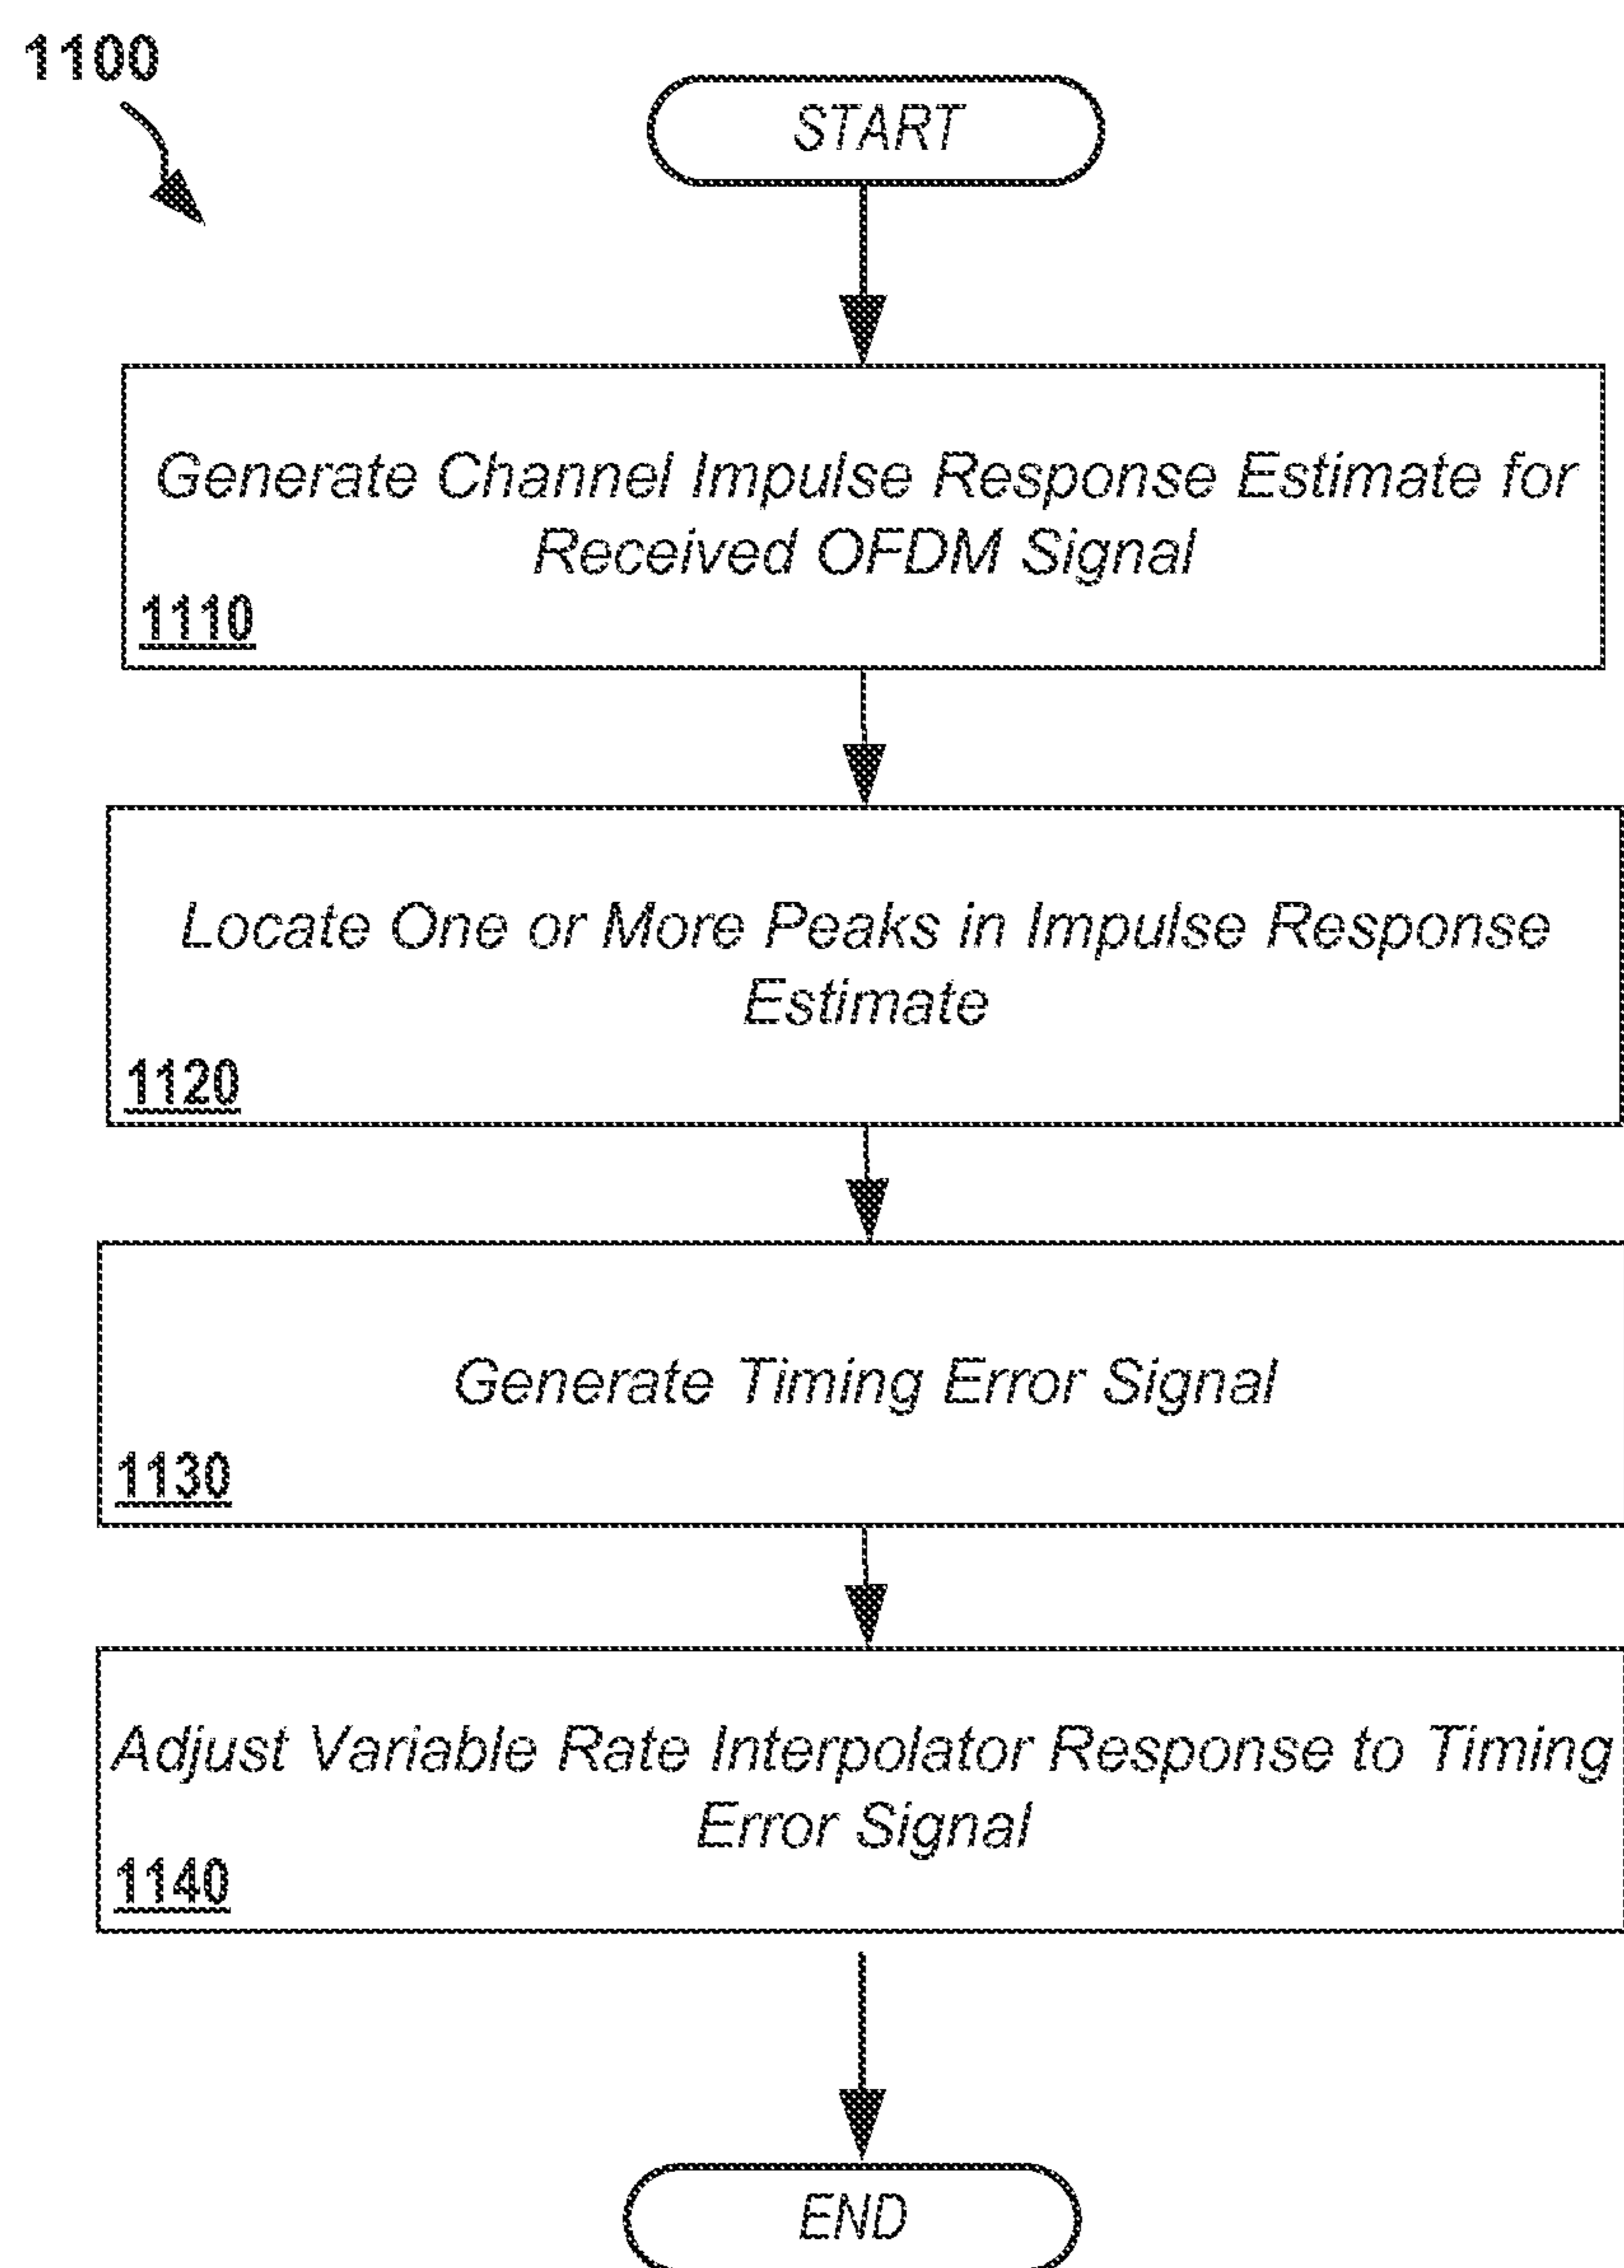 1100
START
Generate Channel Impulse Response Estimate for
Received OFDM Signal
1110
Locate One or More Peaks in Impulse Response
Estimate
1120
Generate Timing Error Signal
1130
Adjust Variable Rate Interpolator Response to Timing
Error Signal
1140
END